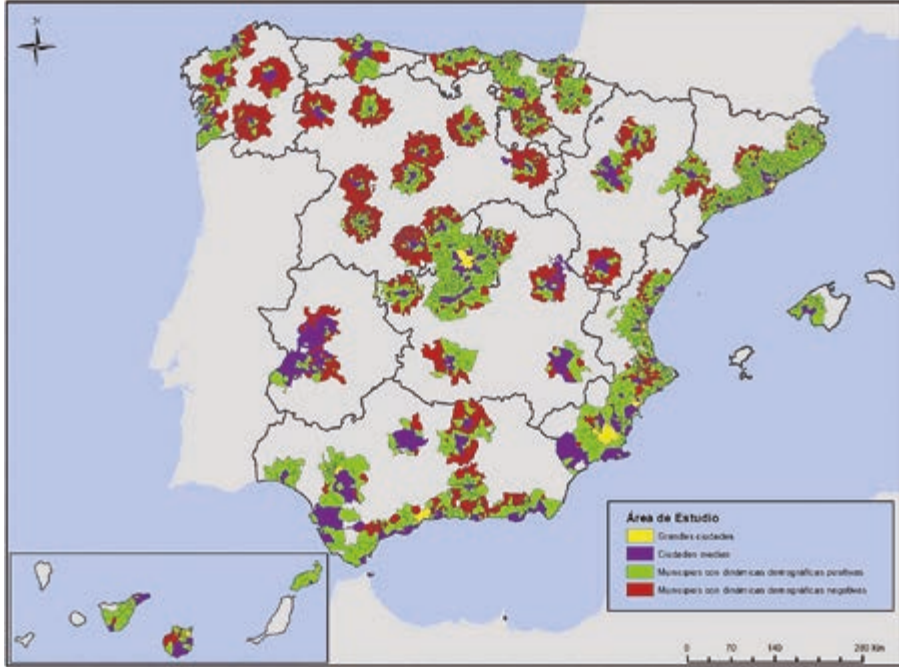 N
Área de Estudio
Grandes ciudades
Ciudades medias
Municipios con dinámicas demográficas positivas
Municipios con dinámicas demográficas negativas
0 70 140 280 Km